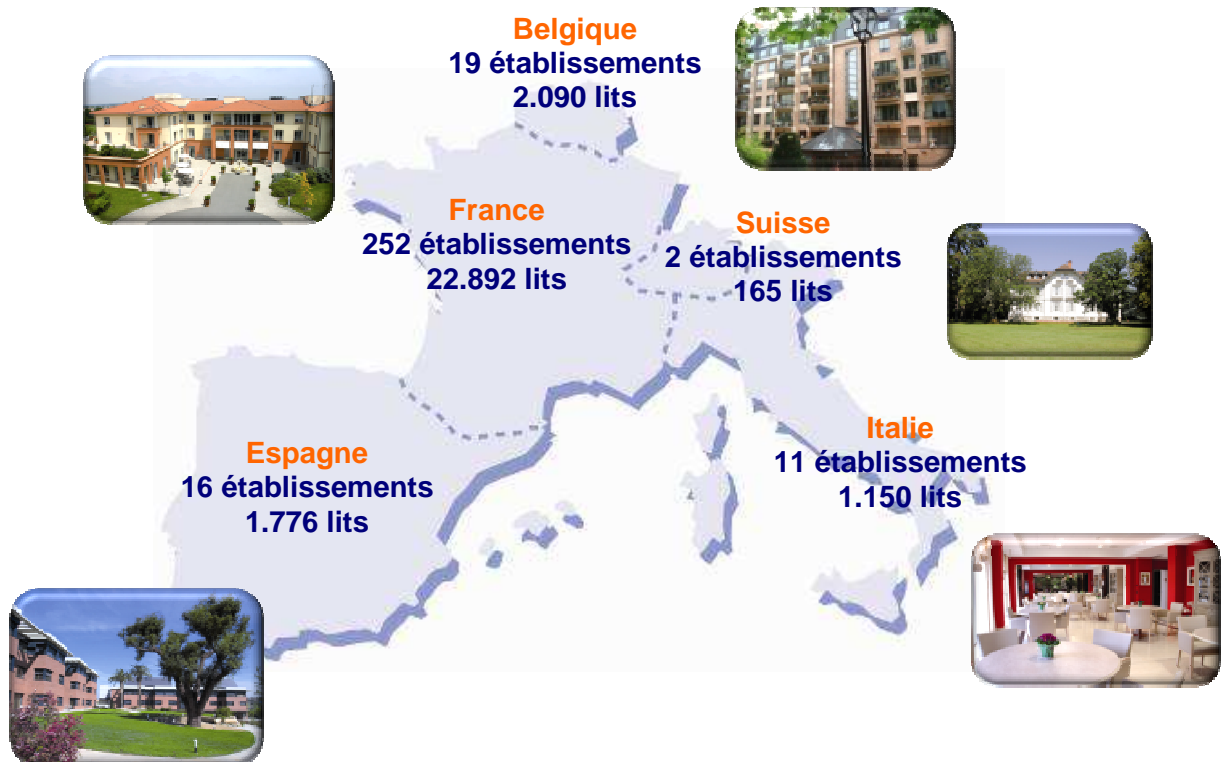 Belgique
19 établissements
2.090 lits
France
252 établissements
22.892 lits
Suisse
2 établissements
165 lits
Italie
11 établissements
1.150 lits
Espagne
16 établissements
1.776 lits